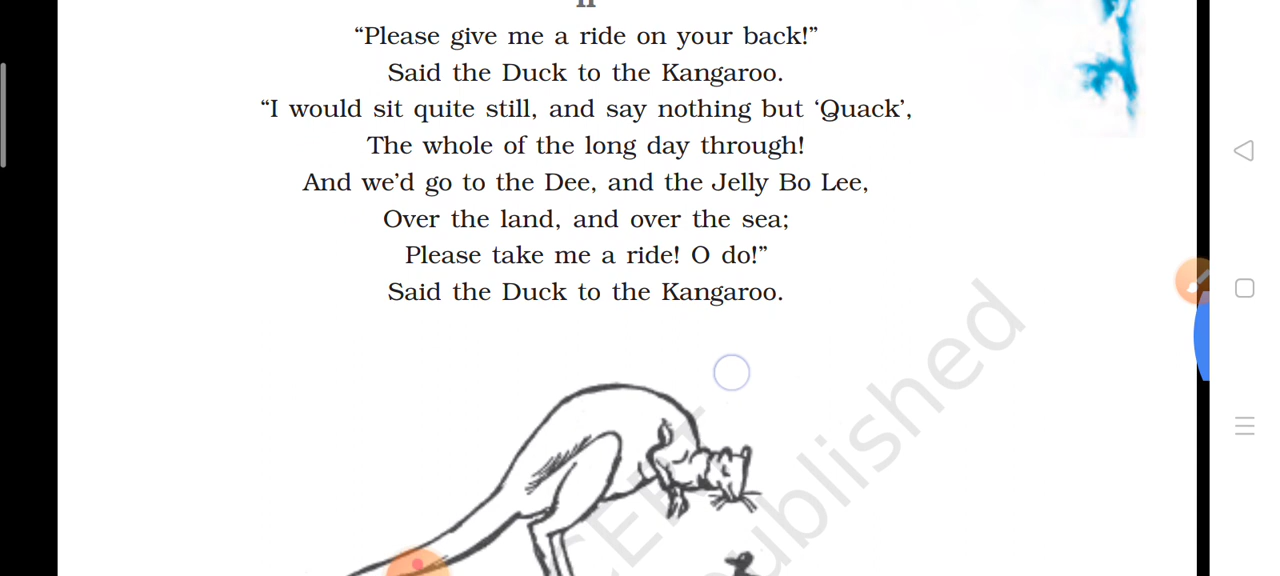 II
“Please give me a ride on your back!”
Said the Duck to the Kangaroo.
“I would sit quite still, and say nothing but ‘Quack’,
The whole of the long day through!
And we’d go to the Dee, and the Jelly Bo Lee,
Over the land, and over the sea;
Please take me a ride! O do!”
Said the Duck to the Kangaroo.
published